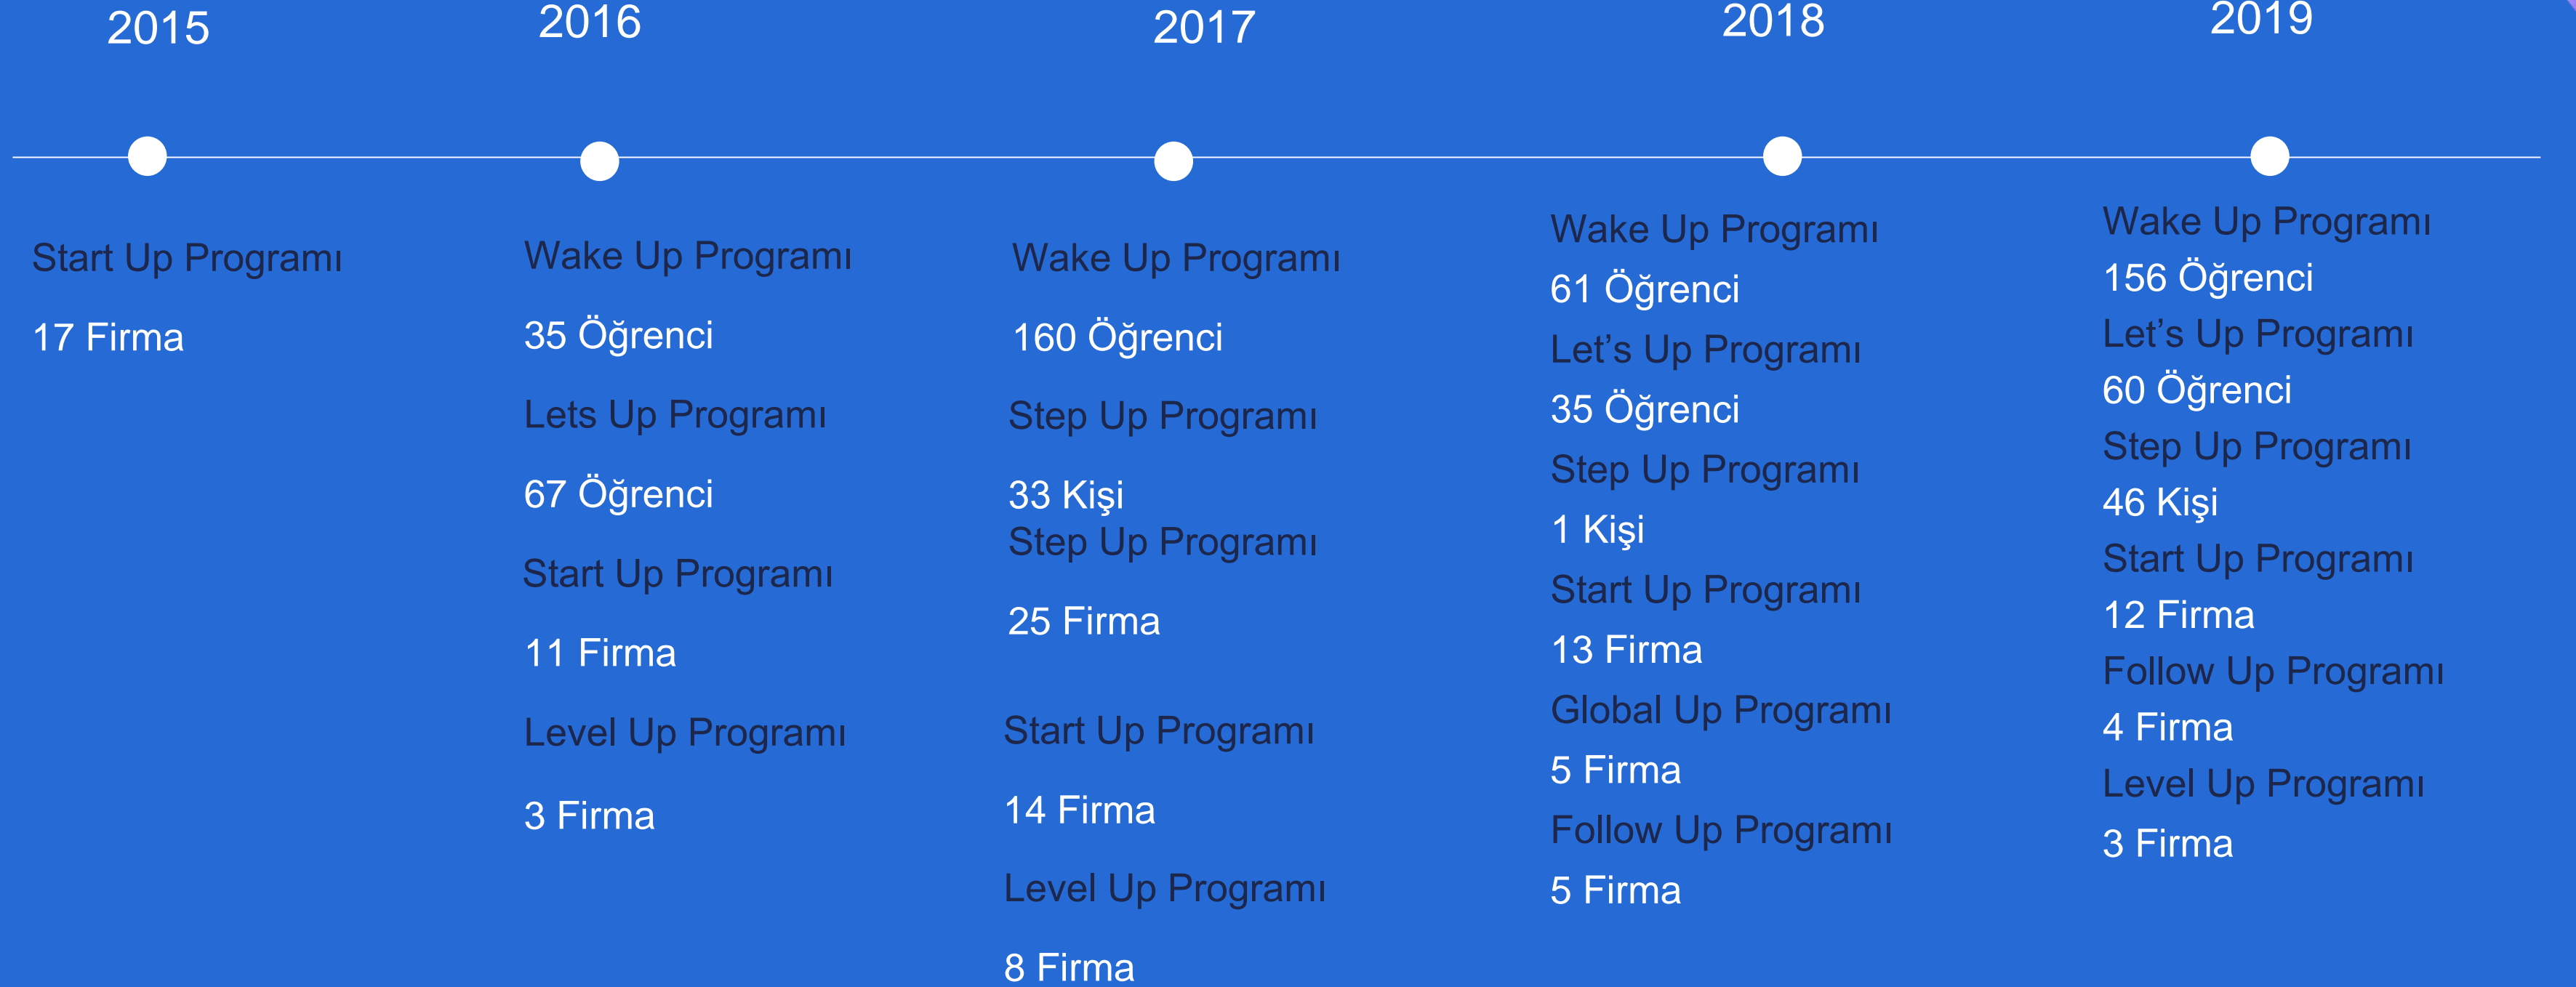 2015
Start Up Programı
17 Firma
2016
Wake Up Programı
35 Öğrenci
Lets Up Programı
67 Öğrenci
Start Up Programı
11 Firma
Level Up Programı
3 Firma
2017
Wake Up Programı
160 Öğrenci
Step Up Programı
33 Kişi
Step Up Programı
25 Firma
Start Up Programı
14 Firma
Level Up Programı
8 Firma
2018
Wake Up Programı
61 Öğrenci
Let’s Up Programı
35 Öğrenci
Step Up Programı
1 Kişi
Start Up Programı
13 Firma
Global Up Programı
5 Firma
Follow Up Programı
5 Firma
2019
Wake Up Programı
156 Öğrenci
Let’s Up Programı
60 Öğrenci
Step Up Programı
46 Kişi
Start Up Programı
12 Firma
Follow Up Programı
4 Firma
Level Up Programı
3 Firma